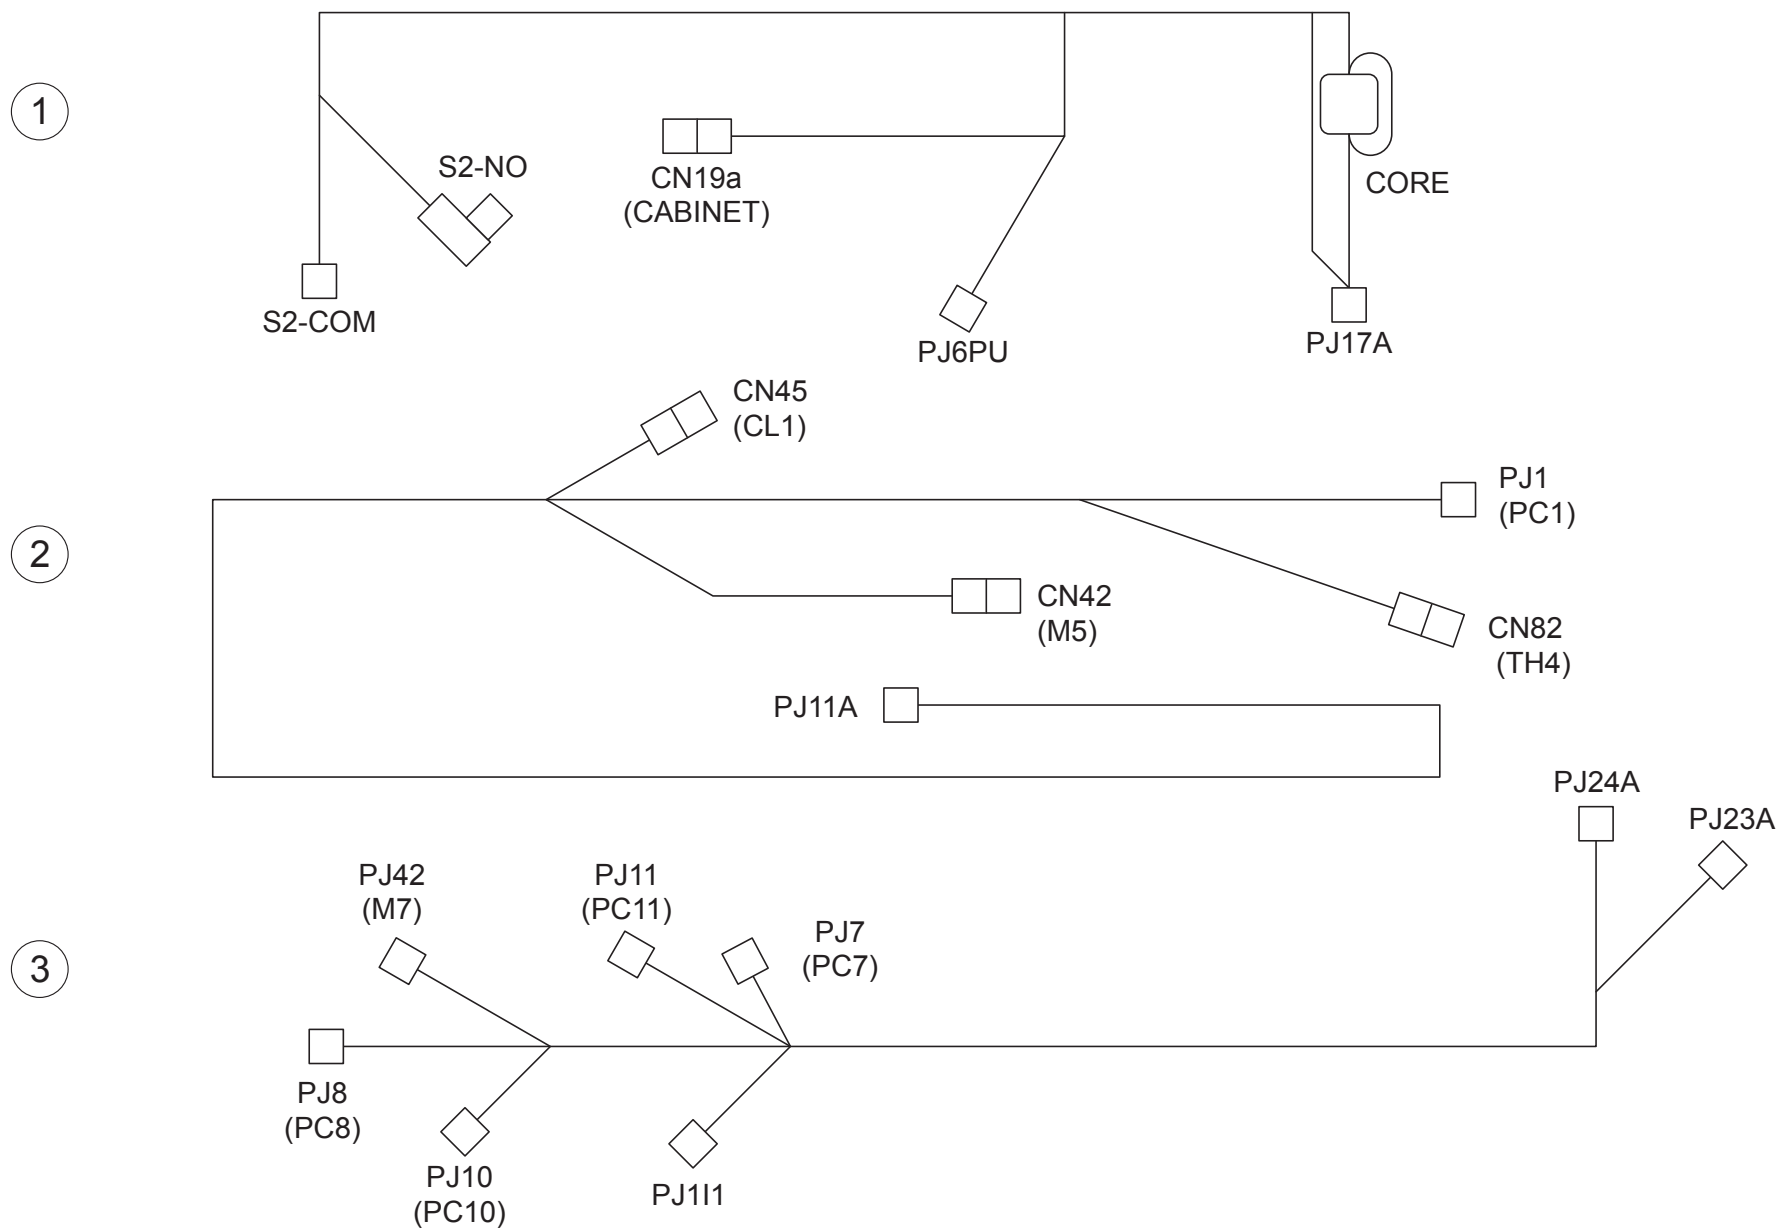 1
S2-NO
CN19a
(CABINET)
CORE
S2-COM
PJ6PU
PJ17A
2
CN45
(CL1)
PJ1
(PC1)
CN42
(M5)
CN82
(TH4)
PJ11A
3
PJ24A
PJ23A
PJ42
(M7)
PJ11
(PC11)
PJ7
(PC7)
PJ8
(PC8)
PJ10
(PC10)
PJ1I1